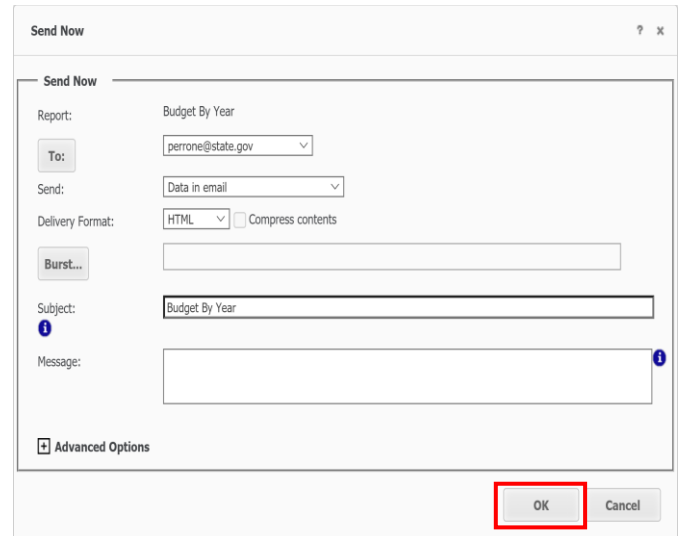 Send Now ? x
Send Now
Report: Budget By Year
To: perrone@state.gov
Send: Data in email
Delivery Format: HTML Compress contents
Burst...
Subject: Budget By Year
i
Message: i
+ Advanced Options
OK Cancel